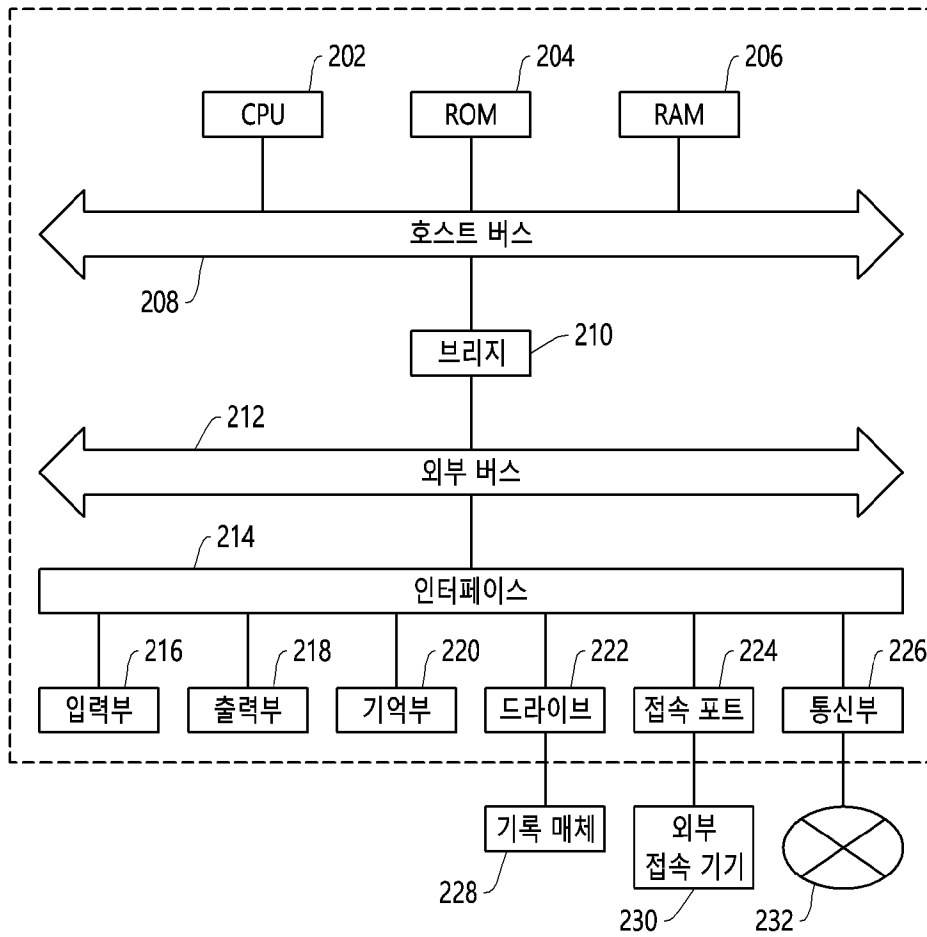 202
204
206
CPU
ROM
RAM
호스트 버스
208
브리지
210
212
외부 버스
214
인터페이스
216
218
220
222
224
226
입력부
출력부
기억부
드라이브
접속 포트
통신부
기록 매체
외부
접속 기기
228
230
232